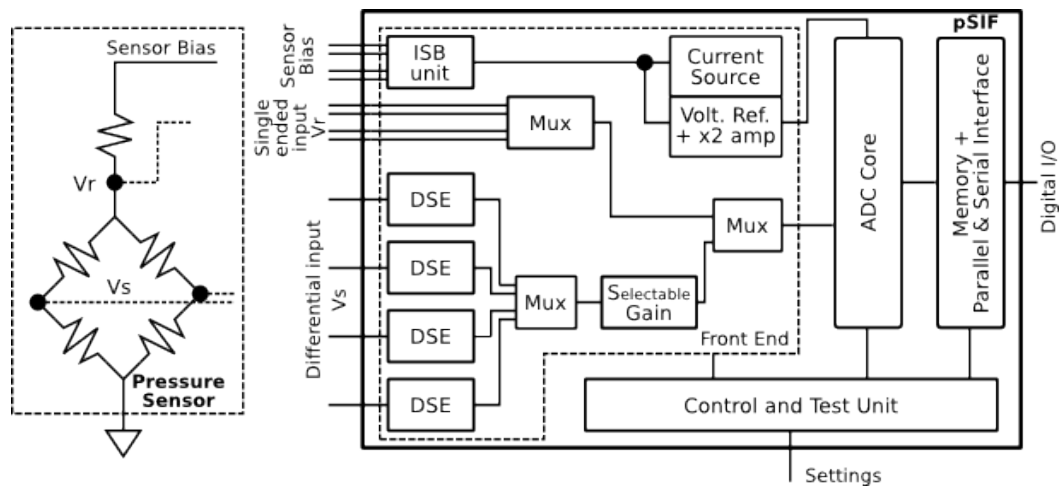 Sensor Bias
Vr
Vs
Pressure
Sensor
pSIF
Sensor
Bias
ISB
unit
Current
Source
Volt. Ref.
+ x2 amp
Single
ended
input
Vr
Mux
DSE
DSE
DSE
DSE
Differential input
Vs
Mux
Selectable
Gain
Mux
Front End
ADC Core
Memory +
Parallel & Serial Interface
Digital I/O
Control and Test Unit
Settings